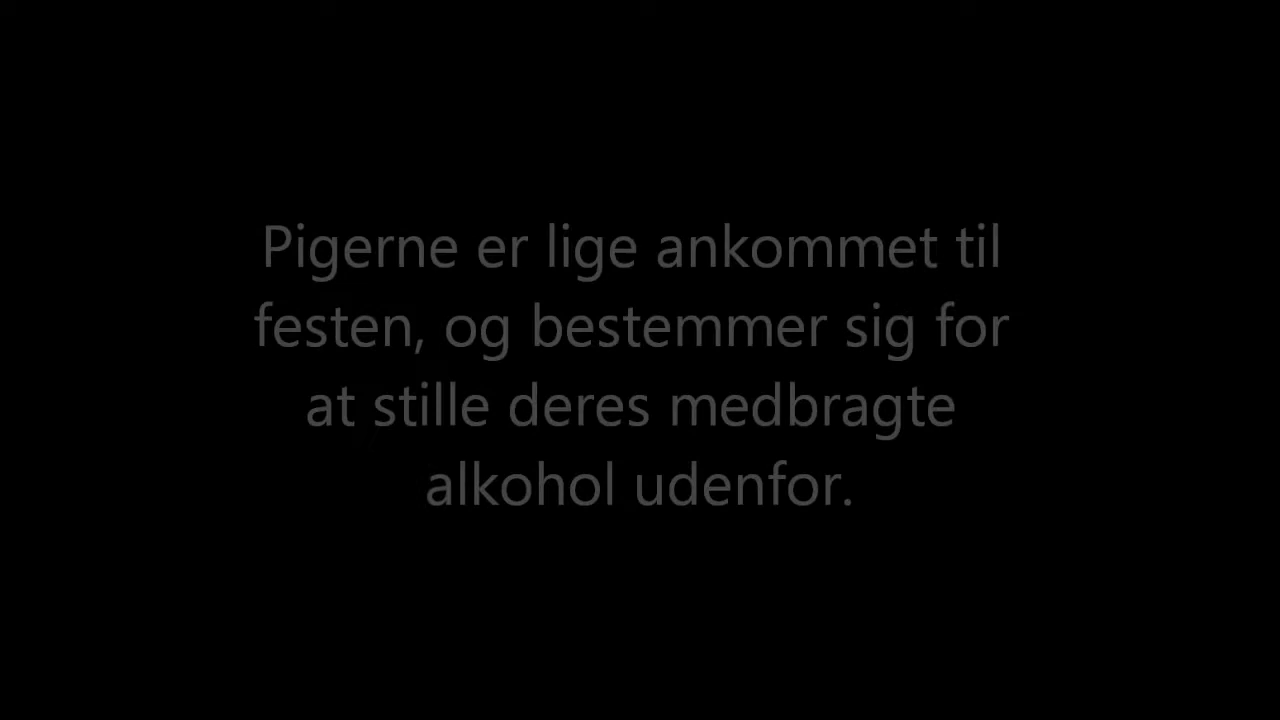 Pigerne er lige ankommet til
festen, og bestemmer sig for
at stille deres medbragte
alkohol udenfor.